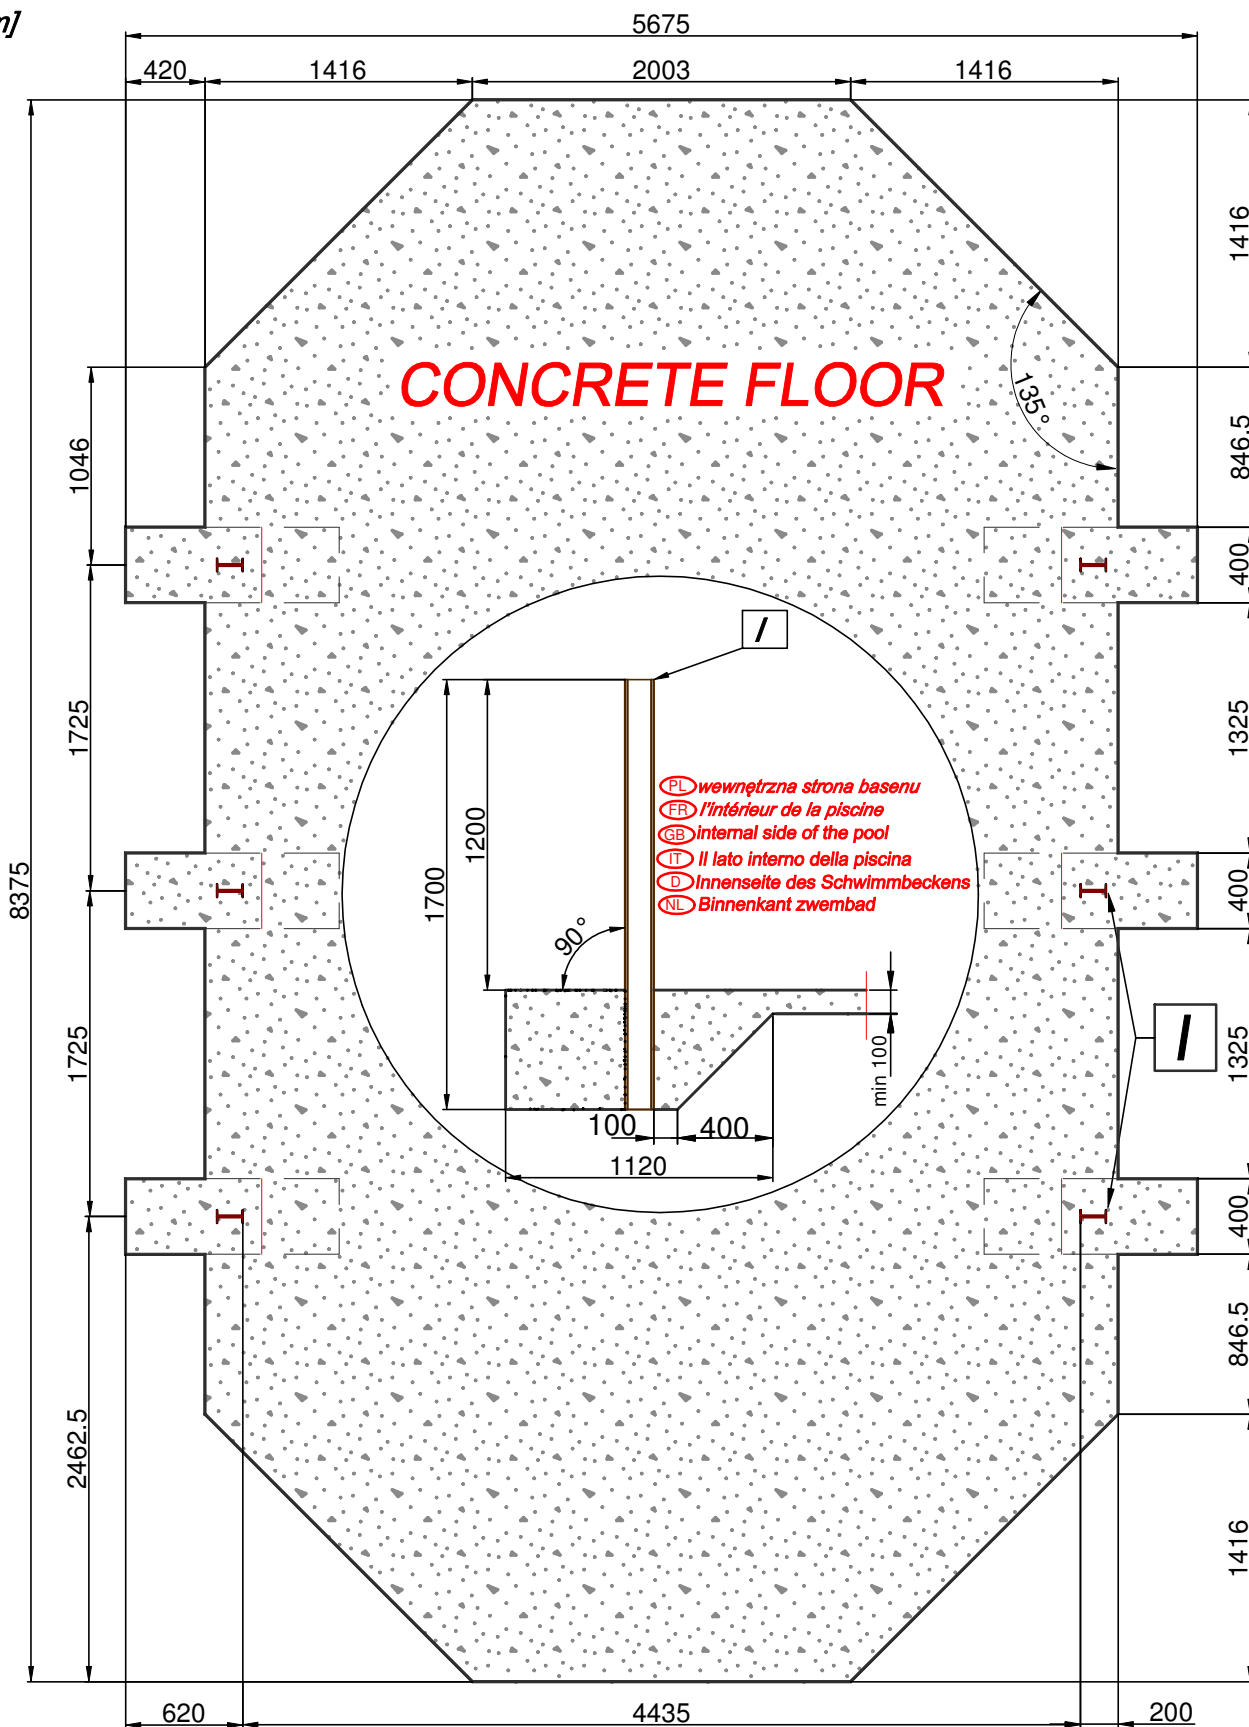 m]
5675
420
1416
2003
1416
1416
CONCRETE FLOOR
135°
1046
846.5
400
I
1725
1325
8375
1200
1700
PL wewnętrzna strona basenu
FR l'intérieur de la piscine
GB internal side of the pool
IT Il lato interno della piscina
D Innenseite des Schwimmbeckens
NL Binnenkant zwembad
90°
400
I
1725
1325
min 100
100
400
1120
400
846.5
2462.5
1416
620
4435
200